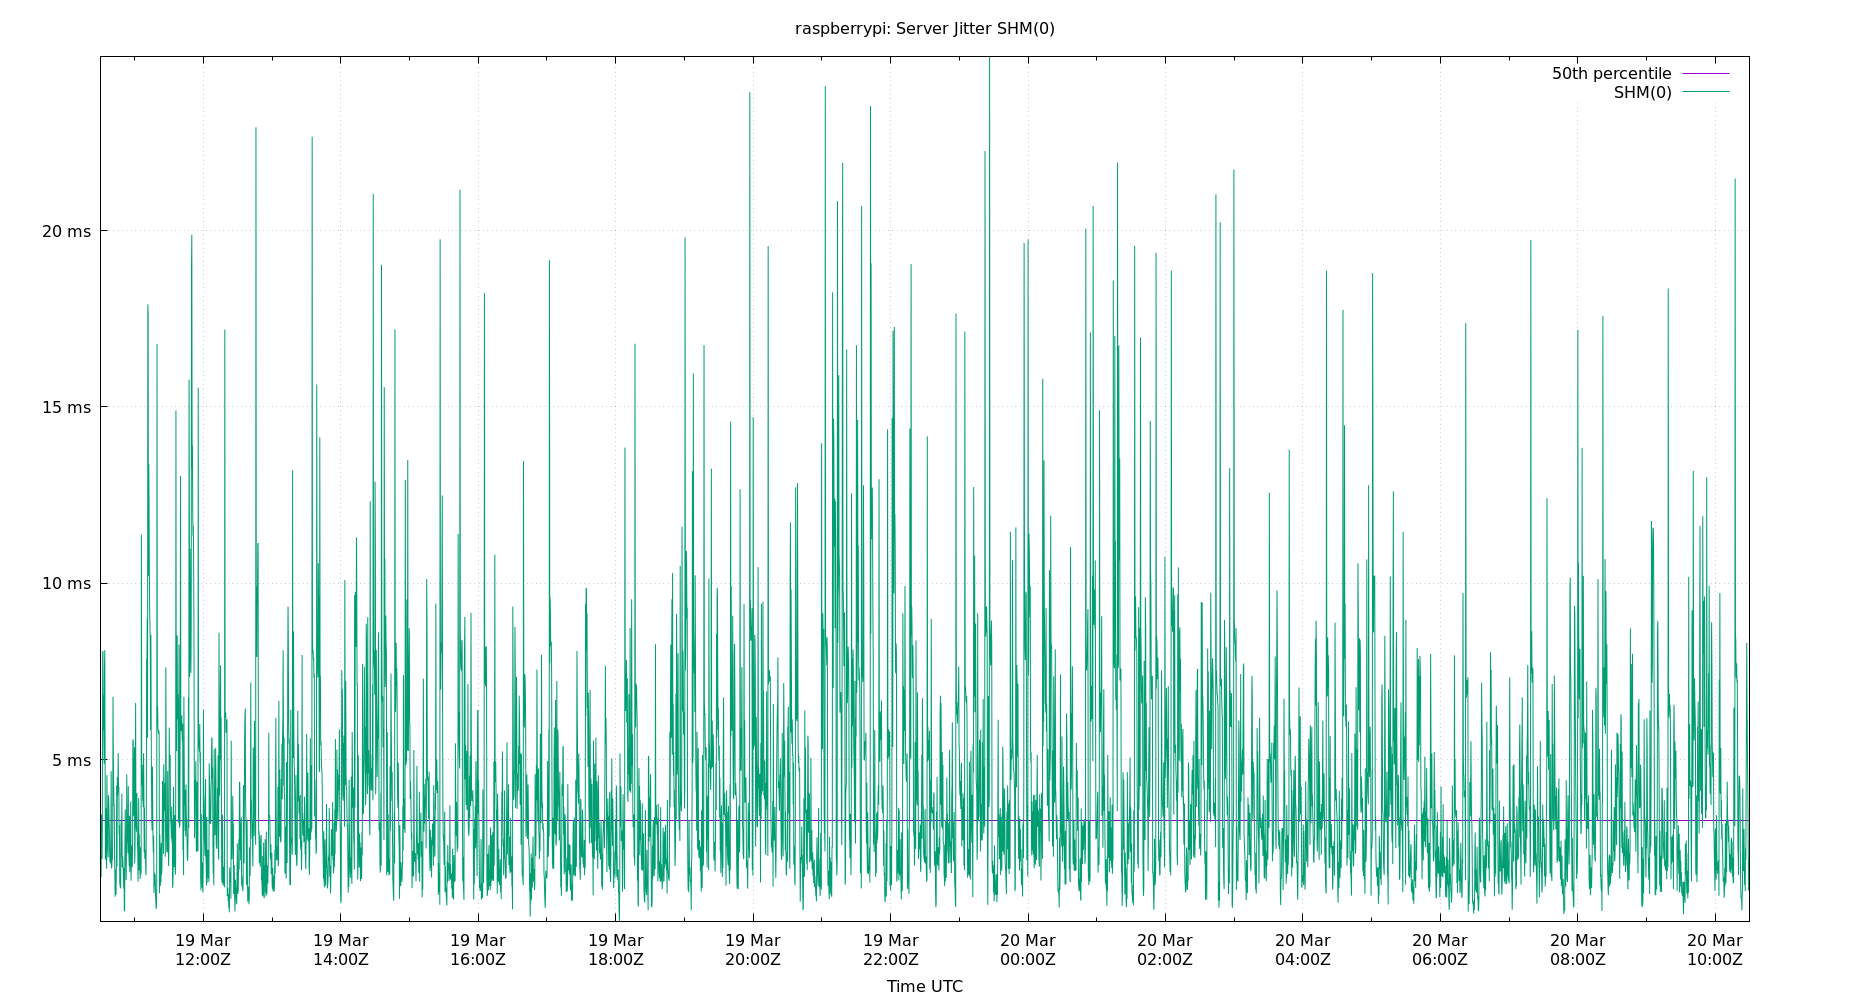 raspberrypi: Server Jitter SHM(0)
50th percentile
SHM(0)
20 ms
15 ms
10 ms
5 ms
19 Mar 19 Mar 19 Mar 19 Mar 19 Mar 19 Mar 20 Mar 20 Mar 20 Mar 20 Mar 20 Mar 20 Mar
12:00Z 14:00Z 16:00Z 18:00Z 20:00Z 22:00Z 00:00Z 02:00Z 04:00Z 06:00Z 08:00Z 10:00Z
Time UTC